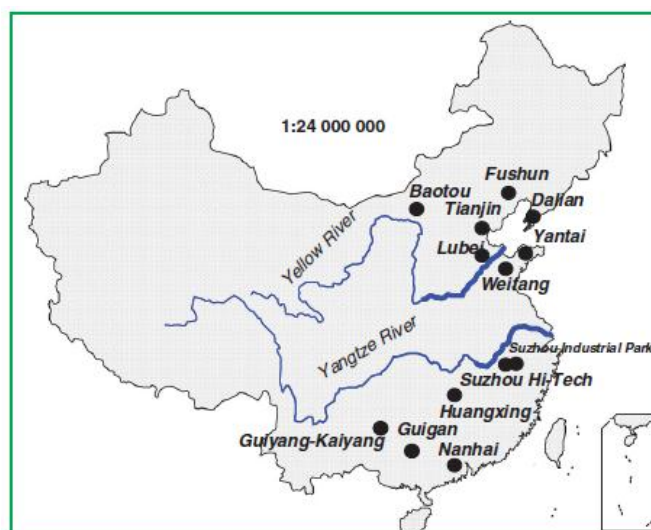 1:24 000 000
Fushun
Baotou
Dalian
Tianjin
Yantai
Lubei
Weifang
Yellow River
Yangtze River
Suzhou Industrial Park
Suzhou Hi-Tech
Huangxing
Guiyang-Kaiyang
Guigan
Nanhai